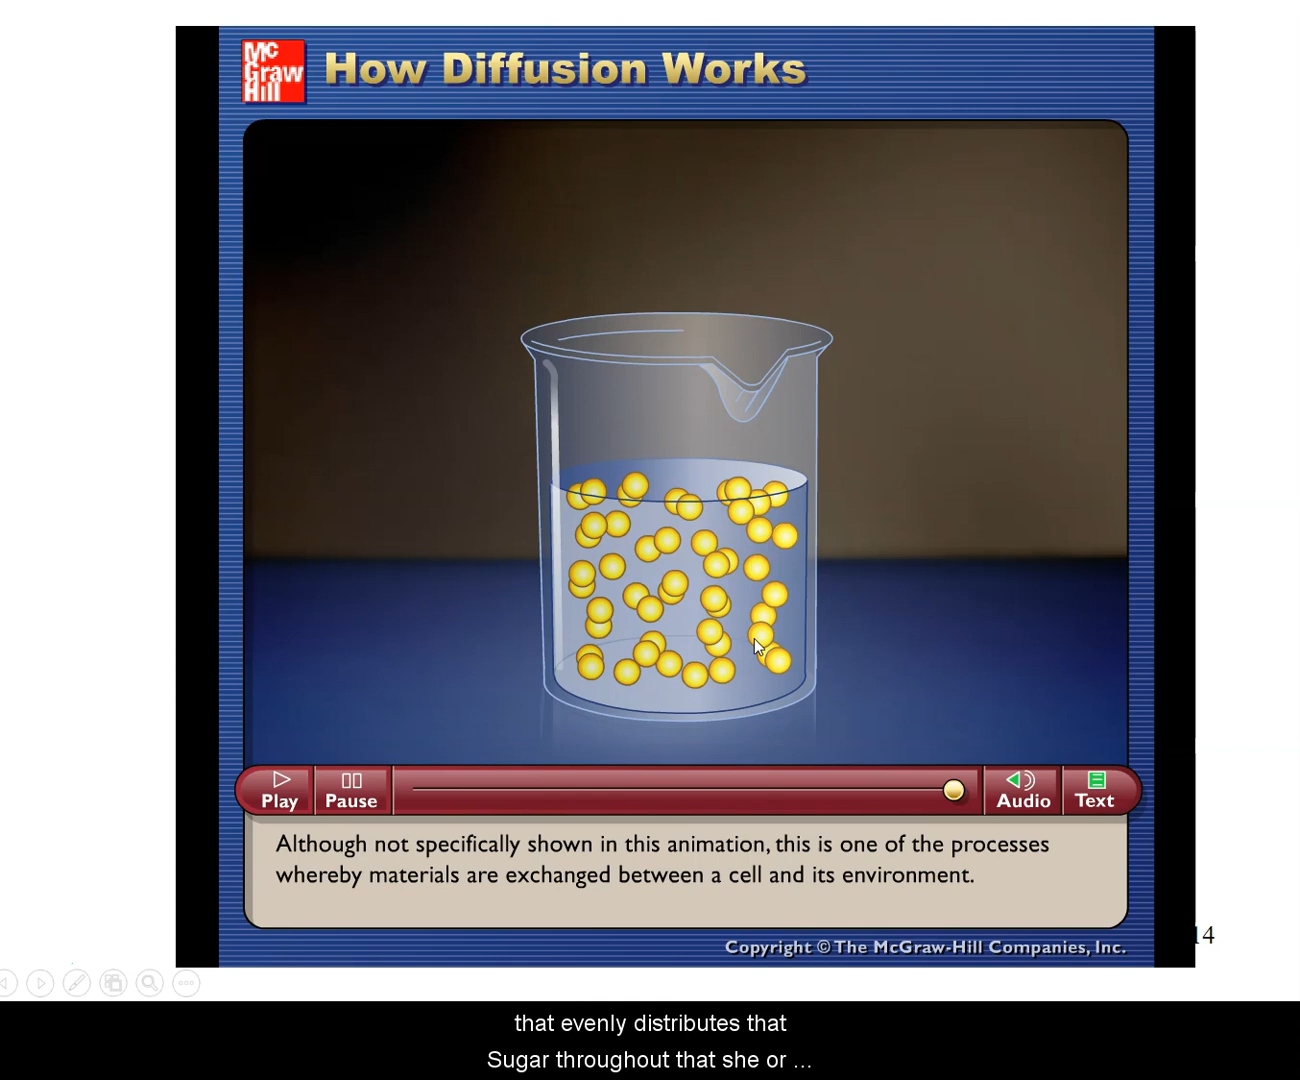 Mc
Graw
Hill
How Diffusion Works
Play
Pause
Audio
Text
Although not specifically shown in this animation, this is one of the processes
whereby materials are exchanged between a cell and its environment.
14
Copyright © The McGraw-Hill Companies, Inc.
that evenly distributes that
Sugar throughout that she or ...